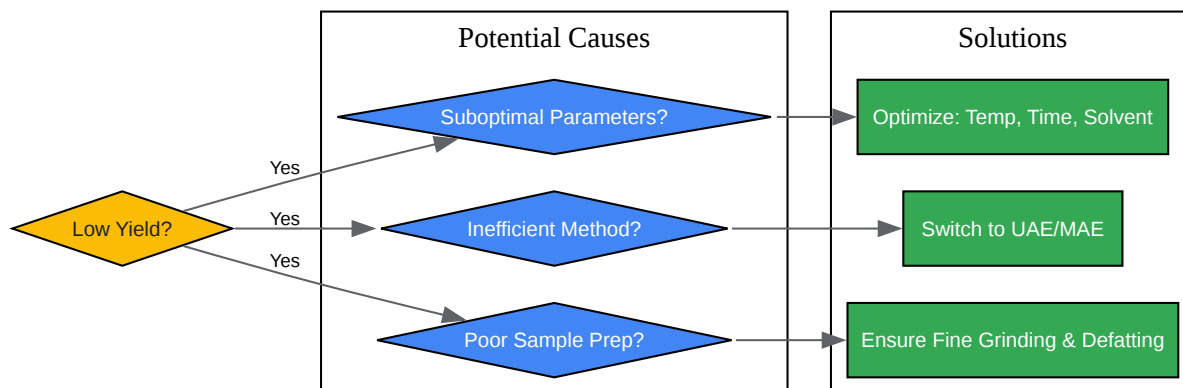 Potential Causes
Solutions
Suboptimal Parameters?
Optimize: Temp, Time, Solvent
Yes
Low Yield?
Yes
Inefficient Method?
Switch to UAE/MAE
Yes
Poor Sample Prep?
Ensure Fine Grinding & Defatting